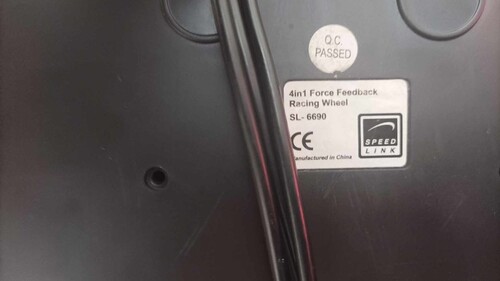 Q.C.
PASSED
4in1 Force Feedback
Racing Wheel
SL- 6690
CE
SPEED
LINK
Manufactured in China